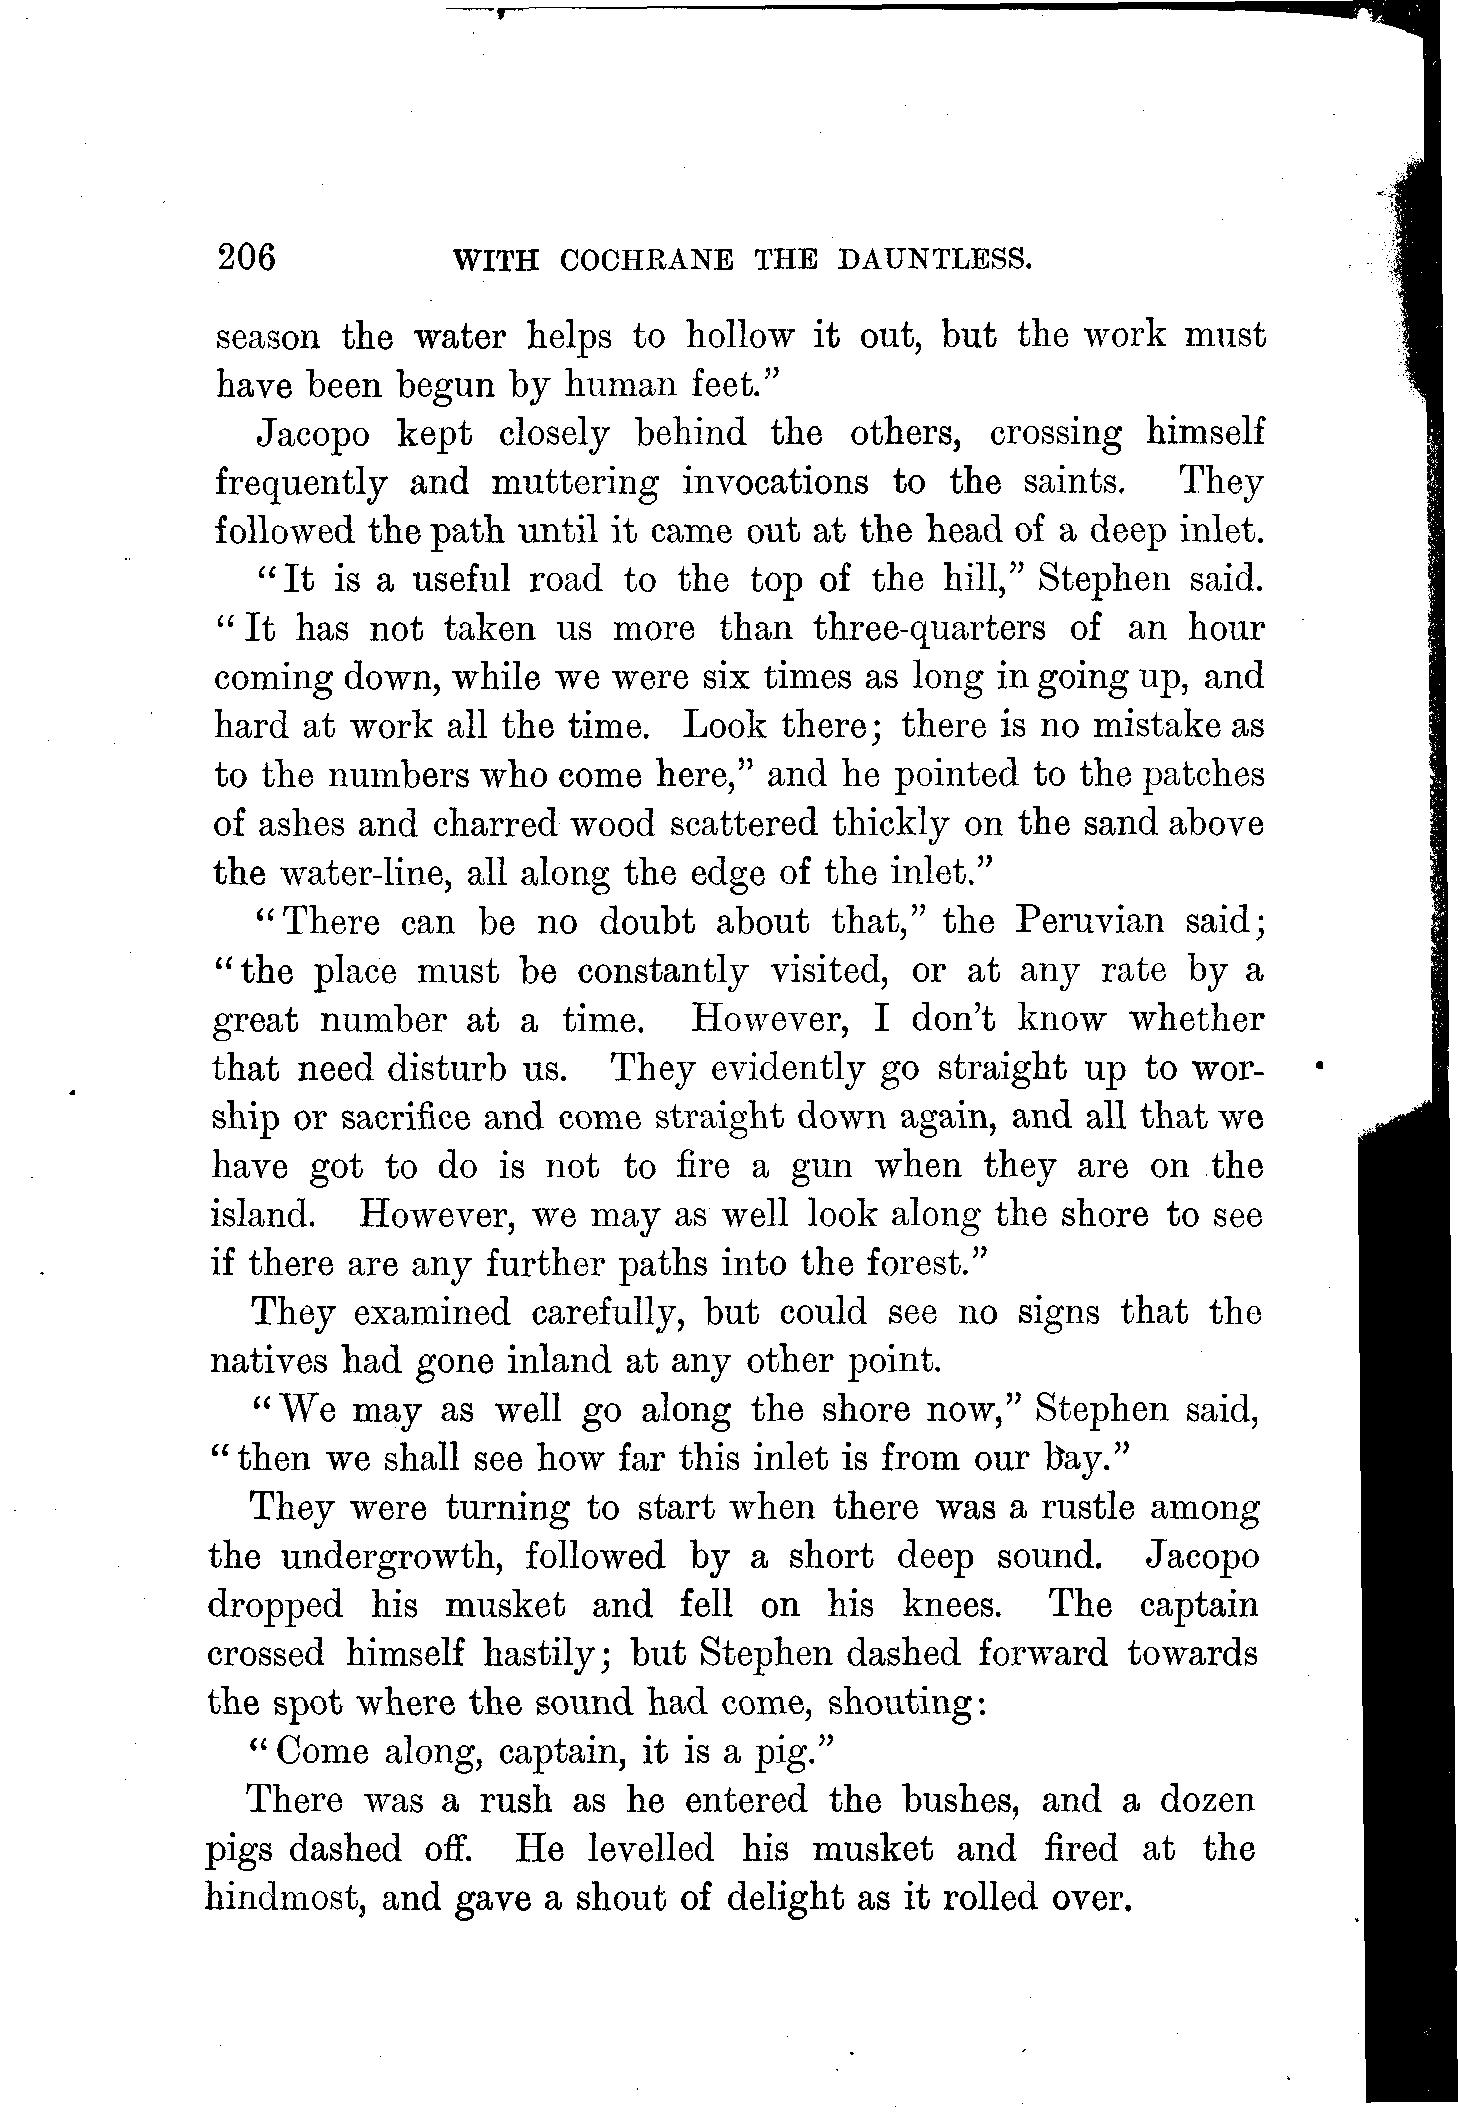 206 WITH COCHRANE THE DAUNTLESS.
season the water helps to hollow it out, but the work must
have been begun by human feet."
Jacopo kept closely behind the others, crossing himself
frequently and muttering invocations to the saints. They
followed the path until it came out at the head of a deep inlet.
"It is a useful road to the top of the hill," Stephen said.
"It has not taken us more than three-quarters of an hour
coming down, while we were six times as long in going up, and
hard at work all the time. Look there; there is no mistake as
to the numbers who come here," and he pointed to the patches
of ashes and charred wood scattered thickly on the sand above
the water-line, all along the edge of the inlet."
"There can be no doubt about that," the Peruvian said;
"the place must be constantly visited, or at any rate by a
great number at a time. However, I don't know whether
that need disturb us. They evidently go straight up to wor-
ship or sacrifice and come straight down again, and all that we
have got to do is not to fire a gun when they are on the
island. However, we may as well look along the shore to see
if there are any further paths into the forest."
They examined carefully, but could see no signs that the
natives had gone inland at any other point.
"We may as well go along the shore now," Stephen said,
"then we shall see how far this inlet is from our bay."
They were turning to start when there was a rustle among
the undergrowth, followed by a short deep sound. Jacopo
dropped his musket and fell on his knees. The captain
crossed himself hastily; but Stephen dashed forward towards
the spot where the sound had come, shouting:
"Come along, captain, it is a pig."
There was a rush as he entered the bushes, and a dozen
pigs dashed off. He levelled his musket and fired at the
hindmost, and gave a shout of delight as it rolled over.